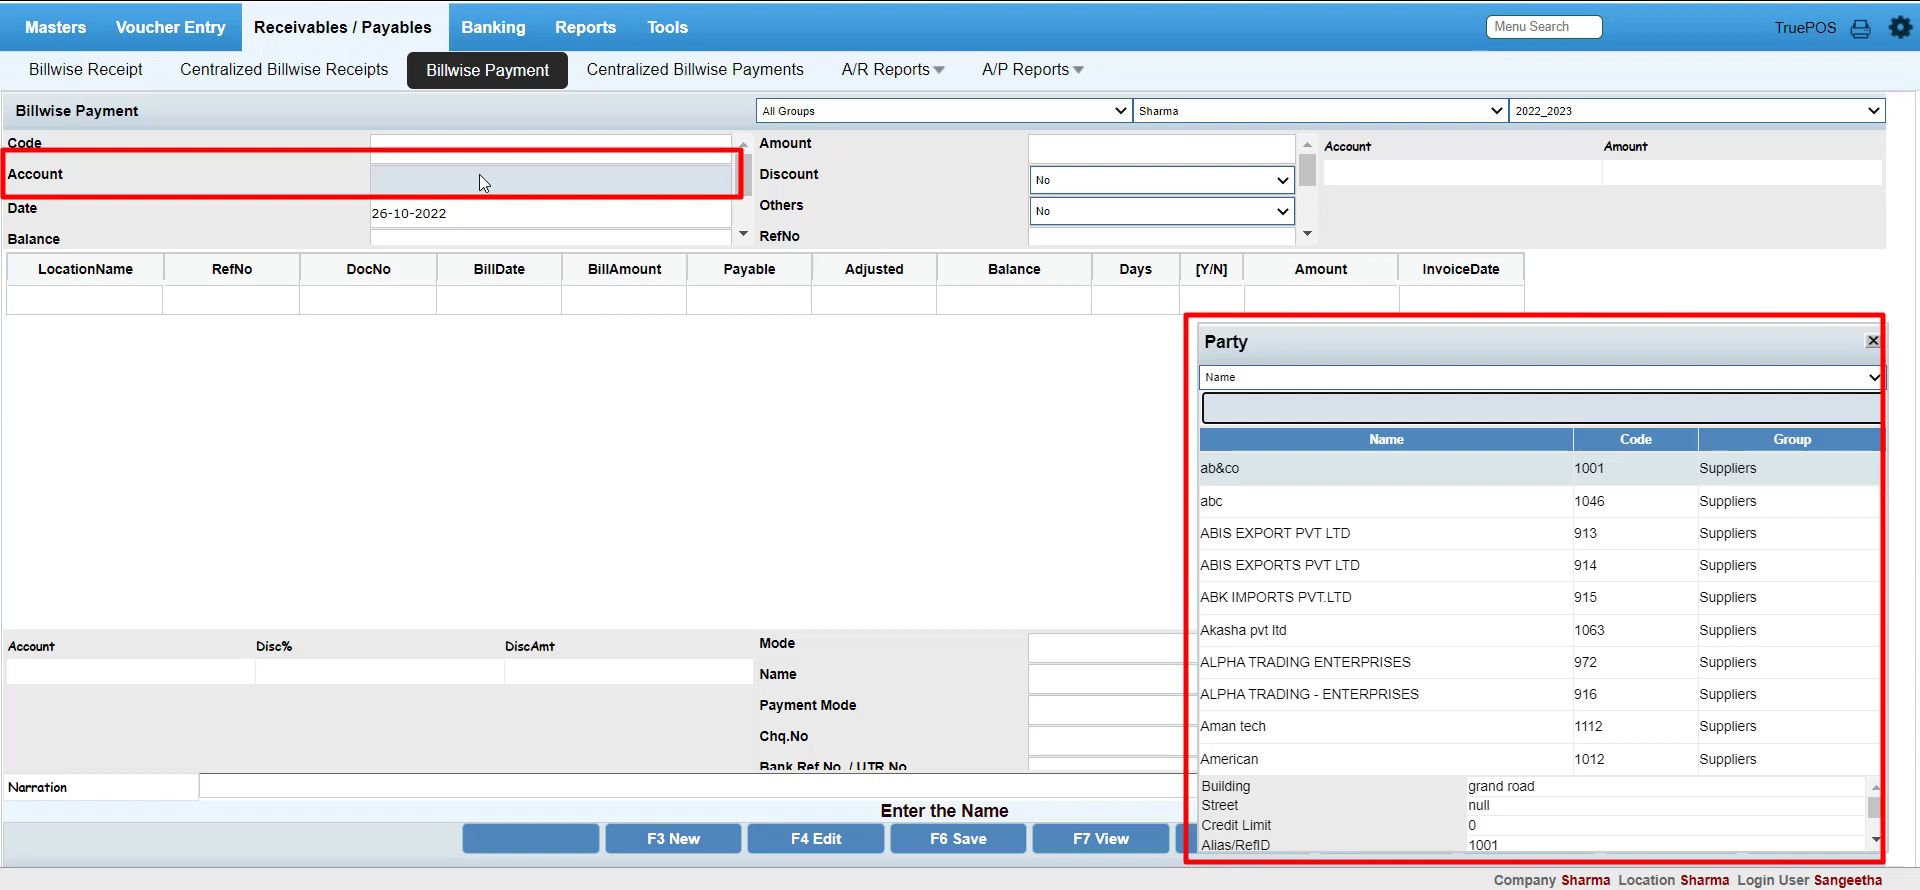 Masters Voucher Entry Receivables / Payables Banking Reports Tools Menu Search TruePOS
Billwise Receipt Centralized Billwise Receipts Billwise Payment Centralized Billwise Payments A/R Reports A/P Reports
Billwise Payment All Groups Sharma 2022_2023
Code
Account
Date 26-10-2022
Balance
Amount
Discount No
Others No
RefNo
Account Amount
LocationName RefNo DocNo BillDate BillAmount Payable Adjusted Balance Days [Y/N] Amount InvoiceDate
Party
Name
Name Code Group
ab&co 1001 Suppliers
abc 1046 Suppliers
ABIS EXPORT PVT LTD 913 Suppliers
ABIS EXPORTS PVT LTD 914 Suppliers
ABK IMPORTS PVT.LTD 915 Suppliers
Akasha pvt ltd 1063 Suppliers
ALPHA TRADING ENTERPRISES 972 Suppliers
ALPHA TRADING - ENTERPRISES 916 Suppliers
Aman tech 1112 Suppliers
American 1012 Suppliers
Building grand road
Street null
Credit Limit 0
Alias/RefID 1001
Account Disc% DiscAmt
Mode
Name
Payment Mode
Chq.No
Bank Ref No. / UTR No
Narration
Enter the Name
F3 New F4 Edit F6 Save F7 View
Company Sharma Location Sharma Login User Sangeetha